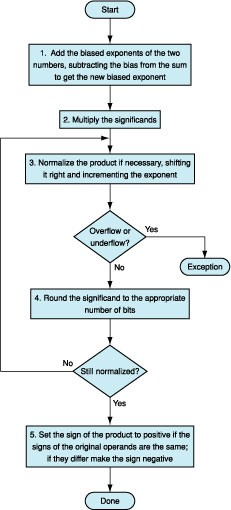 Start
1. Add the biased exponents of the two
numbers, subtracting the bias from the sum
to get the new biased exponent
2. Multiply the significands
3. Normalize the product if necessary, shifting
it right and incrementing the exponent
Overflow or
underflow?
Yes
Exception
No
4. Round the significand to the appropriate
number of bits
No
Still normalized?
Yes
5. Set the sign of the product to positive if the
signs of the original operands are the same;
if they differ make the sign negative
Done